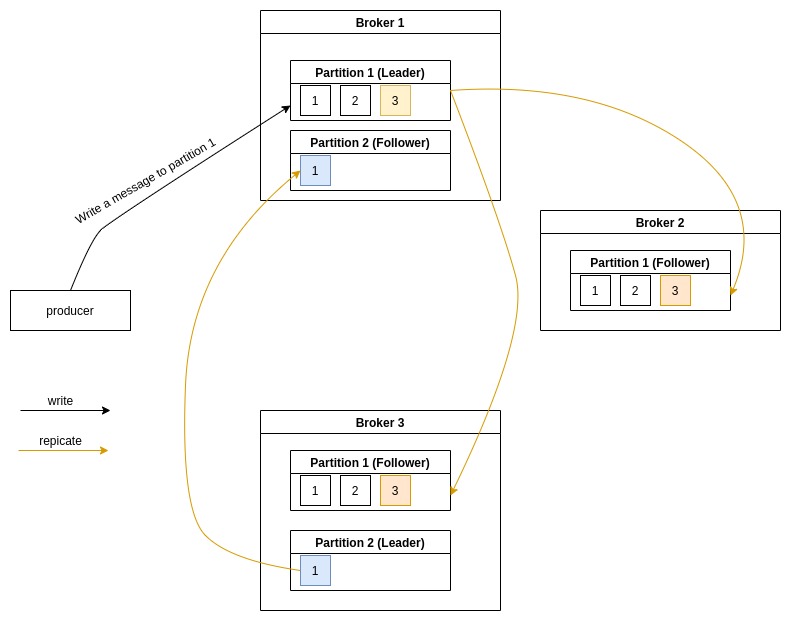 Broker 1
Partition 1 (Leader)
1 2 3
Partition 2 (Follower)
1
Write a message to partition 1
Broker 2
Partition 1 (Follower)
1 2 3
producer
write
repicate
Broker 3
Partition 1 (Follower)
1 2 3
Partition 2 (Leader)
1